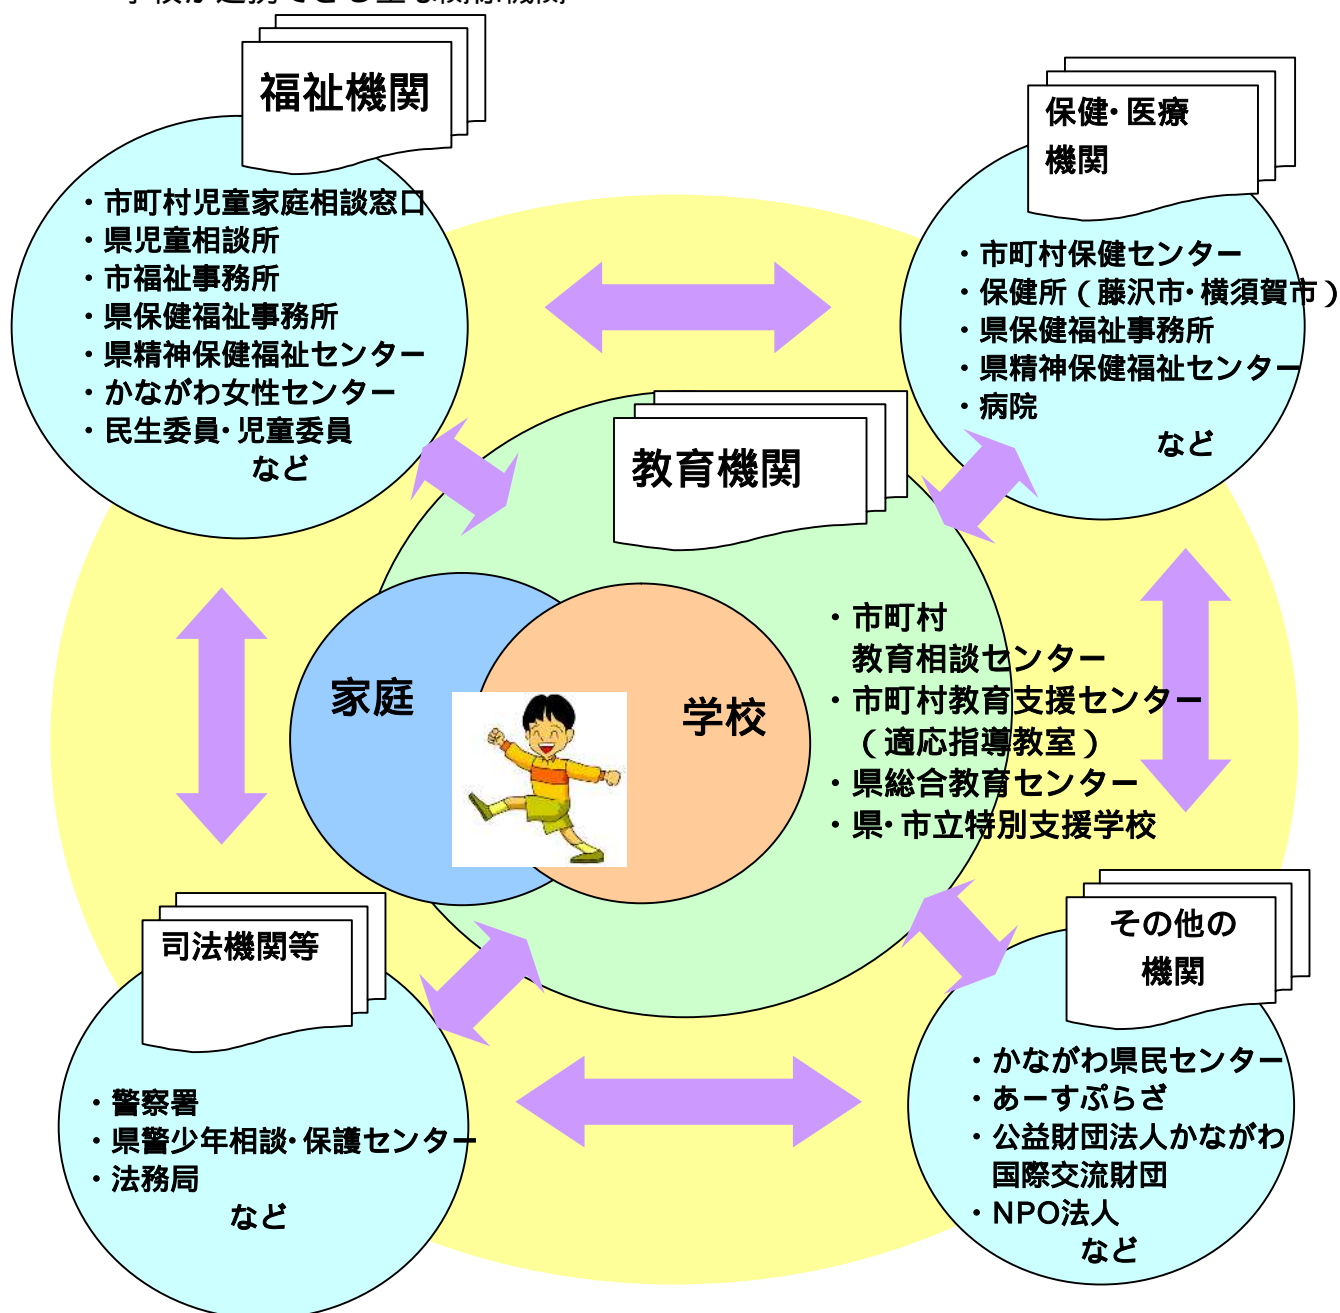 福祉機関
・市町村児童家庭相談窓口
・県児童相談所
・市福祉事務所
・県保健福祉事務所
・県精神保健福祉センター
・かながわ女性センター
・民生委員・児童委員
など
保健・医療
機関
・市町村保健センター
・保健所（藤沢市・横須賀市）
・県保健福祉事務所
・県精神保健福祉センター
・病院
など
教育機関
・市町村
教育相談センター
・市町村教育支援センター
（適応指導教室）
・県総合教育センター
・県・市立特別支援学校
家庭
学校
司法機関等
・警察署
・県警少年相談・保護センター
・法務局
など
その他の
機関
・かながわ県民センター
・あーすぷらざ
・公益財団法人かながわ
国際交流財団
・NPO法人
など